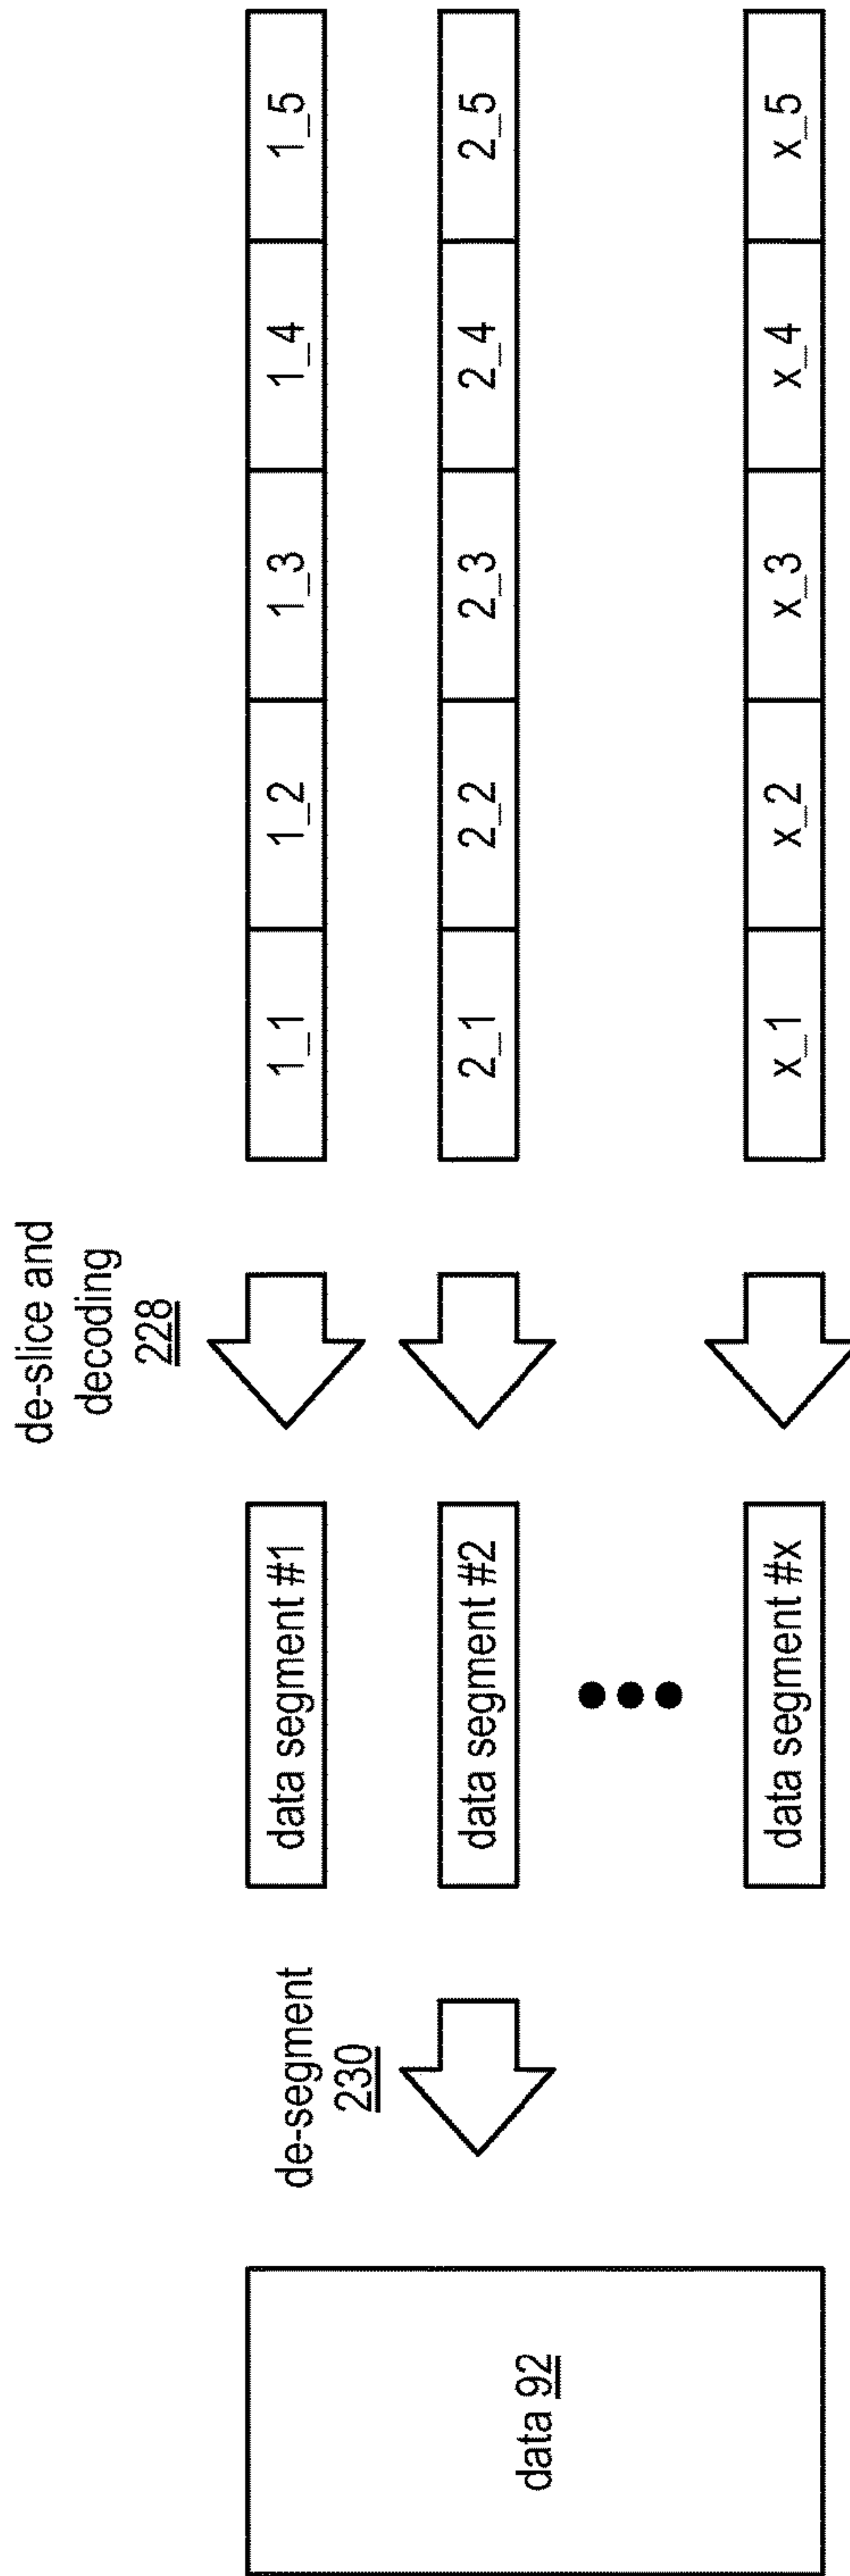 de-slice and
decoding
228
de-segment
230
data 92
data segment #1
1_1 1_2 1_3 1_4 1_5
data segment #2
2_1 2_2 2_3 2_4 2_5
data segment #x
x_1 x_2 x_3 x_4 x_5